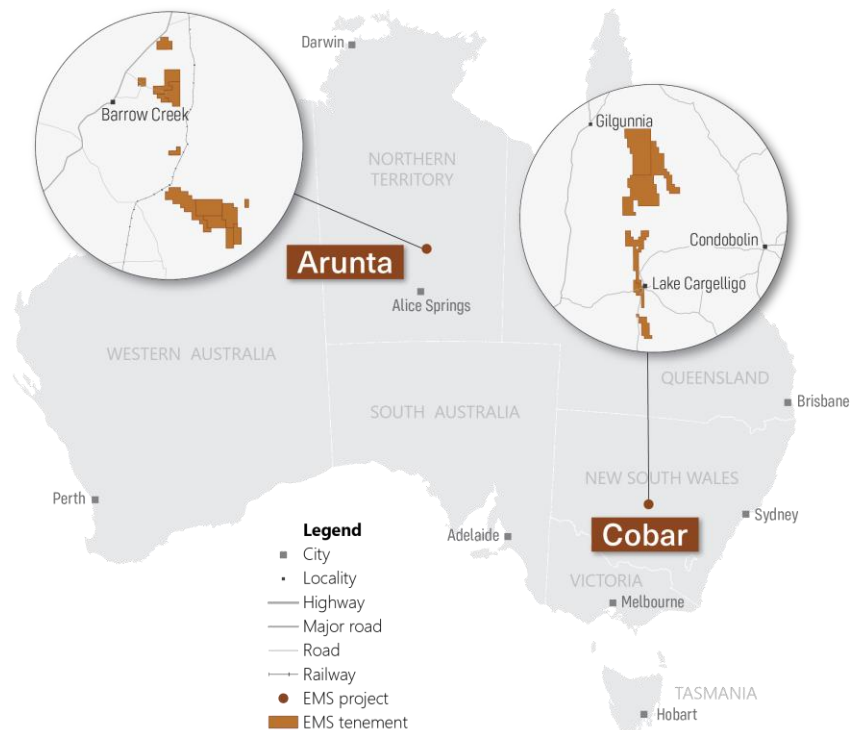 Darwin
Barrow Creek
Gilgunnia
NORTHERN
TERRITORY
Condobolin
Arunta
Lake Cargelligo
Alice Springs
WESTERN AUSTRALIA
QUEENSLAND
SOUTH AUSTRALIA
Brisbane
NEW SOUTH WALES
Perth
Sydney
Adelaide
Cobar
VICTORIA
Melbourne
TASMANIA
Hobart
Legend
City
Locality
Highway
Major road
Road
Railway
EMS project
EMS tenement